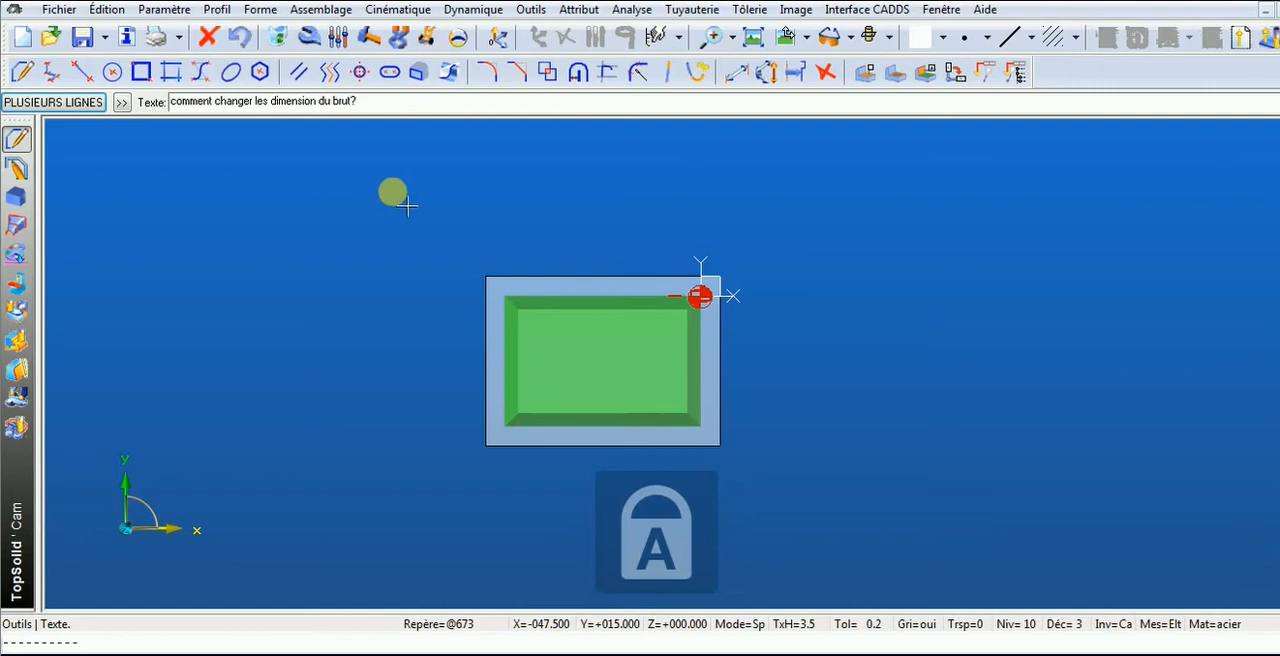 Fichier Édition Paramètre Profil Forme Assemblage Cinématique Dynamique Outils Attribut Analyse Tuyauterie Tôlerie Image Interface CADDS Fenêtre Aide
PLUSIEURS LIGNES >> Texte: comment changer les dimension du brut?
Y
X
A
y
x
TopSolid'Cam
Outils | Texte. Repère=@673 X=-047.500 Y=+015.000 Z=+000.000 Mode=Sp TxH=3.5 Tol= 0.2 Gri=oui Trsp=0 Niv= 10 Déc= 3 Inv=Ca Mes=Elt Mat=acier
----------